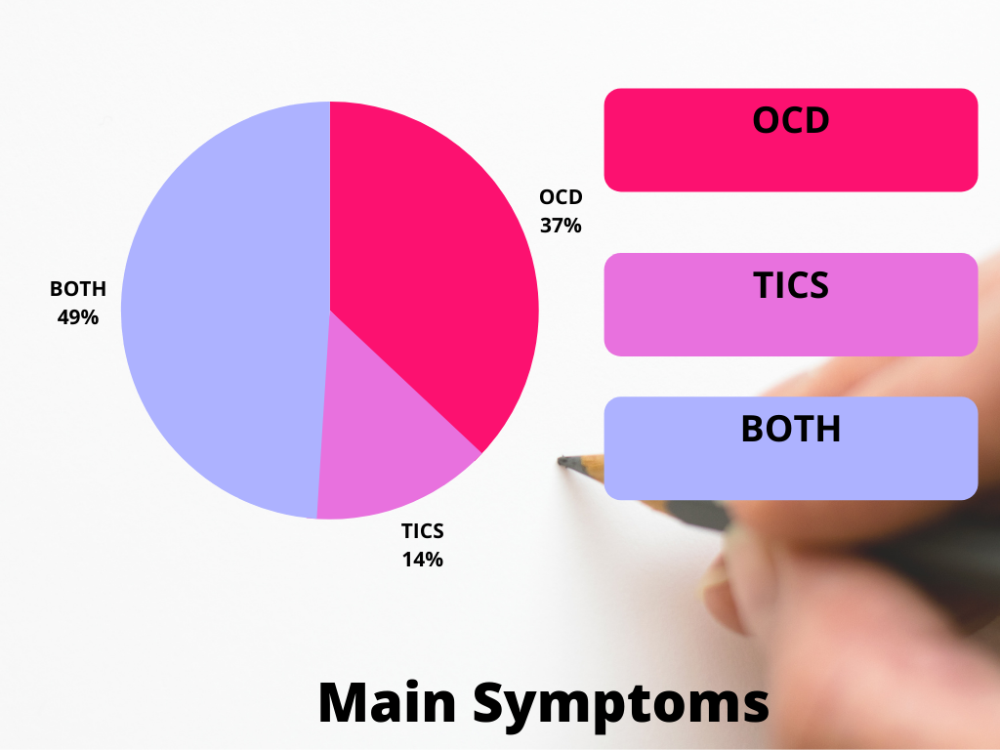 OCD
OCD
37%
TICS
BOTH
49%
BOTH
TICS
14%
Main Symptoms